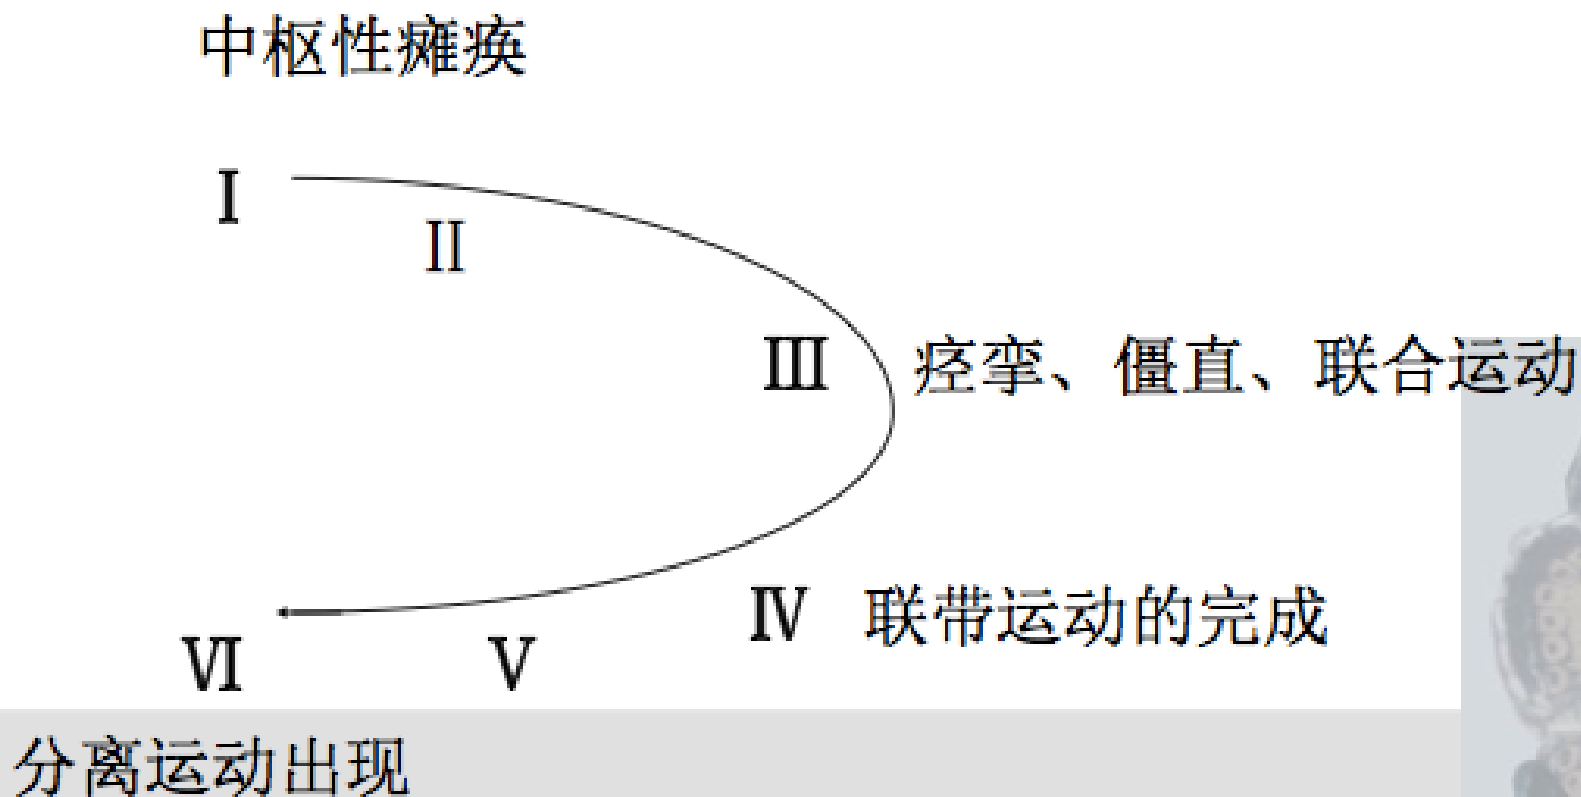 中枢性瘫痪
Ⅰ
Ⅱ
Ⅲ 痉挛、僵直、联合运动
Ⅳ 联带运动的完成
Ⅵ Ⅴ
分离运动出现